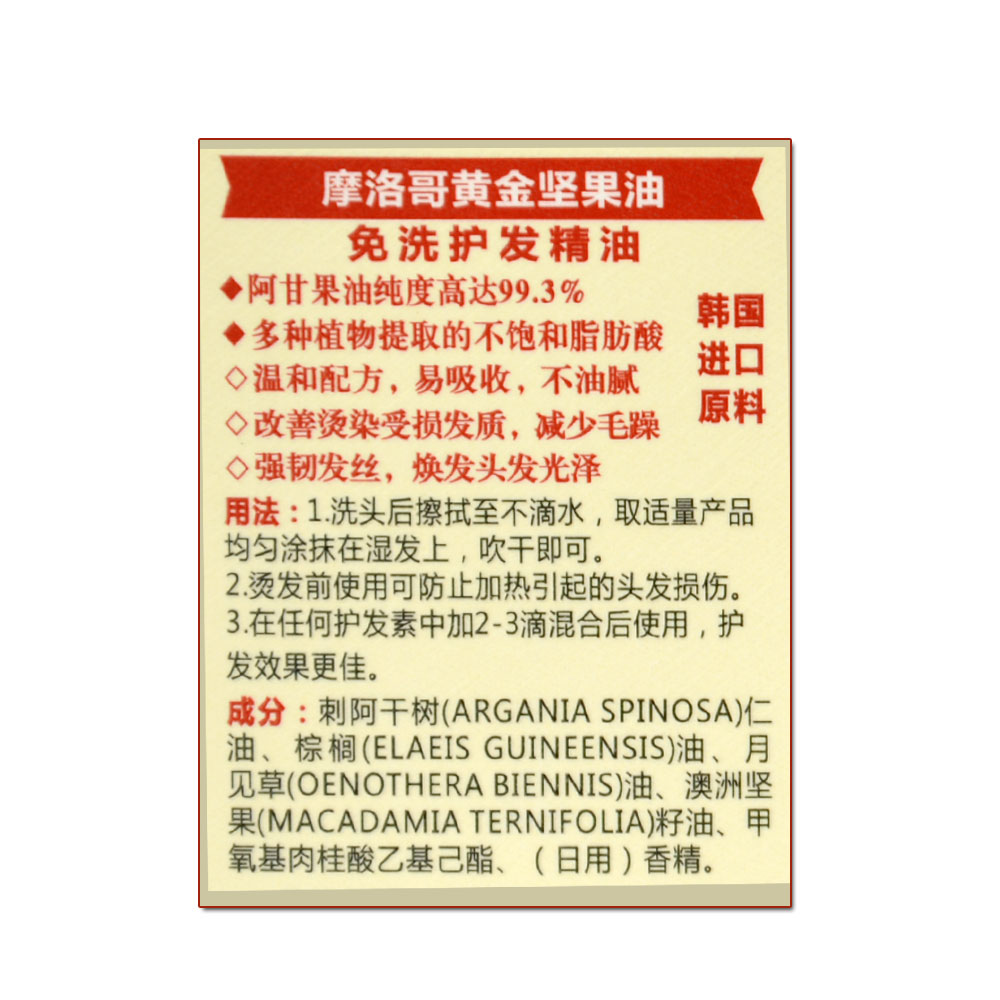 摩洛哥黄金坚果油
免洗护发精油
◆阿甘果油纯度高达99.3%
◆多种植物提取的不饱和脂肪酸
◇温和配方，易吸收，不油腻
◇改善烫染受损发质，减少毛躁
◇强韧发丝，焕发头发光泽
韩国
进口
原料
用法：1.洗头后擦拭至不滴水，取适量产品
均匀涂抹在湿发上，吹干即可。
2.烫发前使用可防止加热引起的头发损伤。
3.在任何护发素中加2-3滴混合后使用，护
发效果更佳。
成分：刺阿干树(ARGANIA SPINOSA)仁
油、棕榈(ELAEIS GUINEENSIS)油、月
见草(OENOTHERA BIENNIS)油、澳洲坚
果(MACADAMIA TERNIFOLIA)籽油、甲
氧基肉桂酸乙基己酯、（日用）香精。